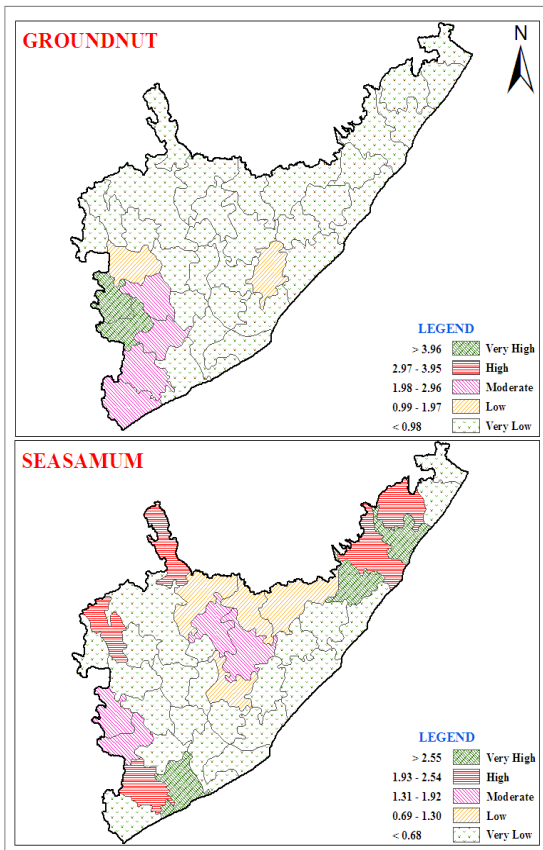 GROUNDNUT
N
LEGEND
> 3.96 Very High
2.97 - 3.95 High
1.98 - 2.96 Moderate
0.99 - 1.97 Low
< 0.98 Very Low
SEASAMUM
LEGEND
> 2.55 Very High
1.93 - 2.54 High
1.31 - 1.92 Moderate
0.69 - 1.30 Low
< 0.68 Very Low